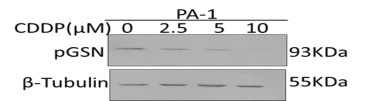 PA-1
CDDP(μM) 0 2.5 5 10
pGSN 93KDa
β-Tubulin 55KDa